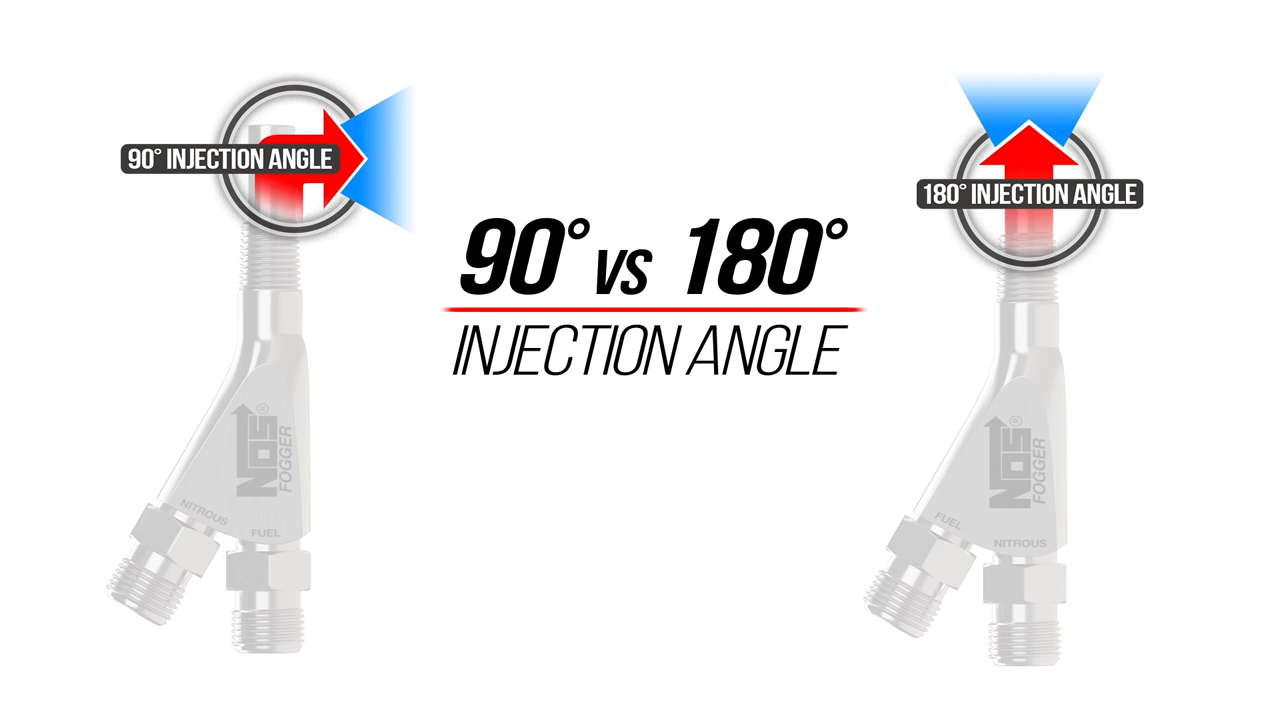 90° INJECTION ANGLE
180° INJECTION ANGLE
90° VS 180°
INJECTION ANGLE
NOS®
FOGGER
NITROUS
FUEL
NOS®
FOGGER
FUEL
NITROUS